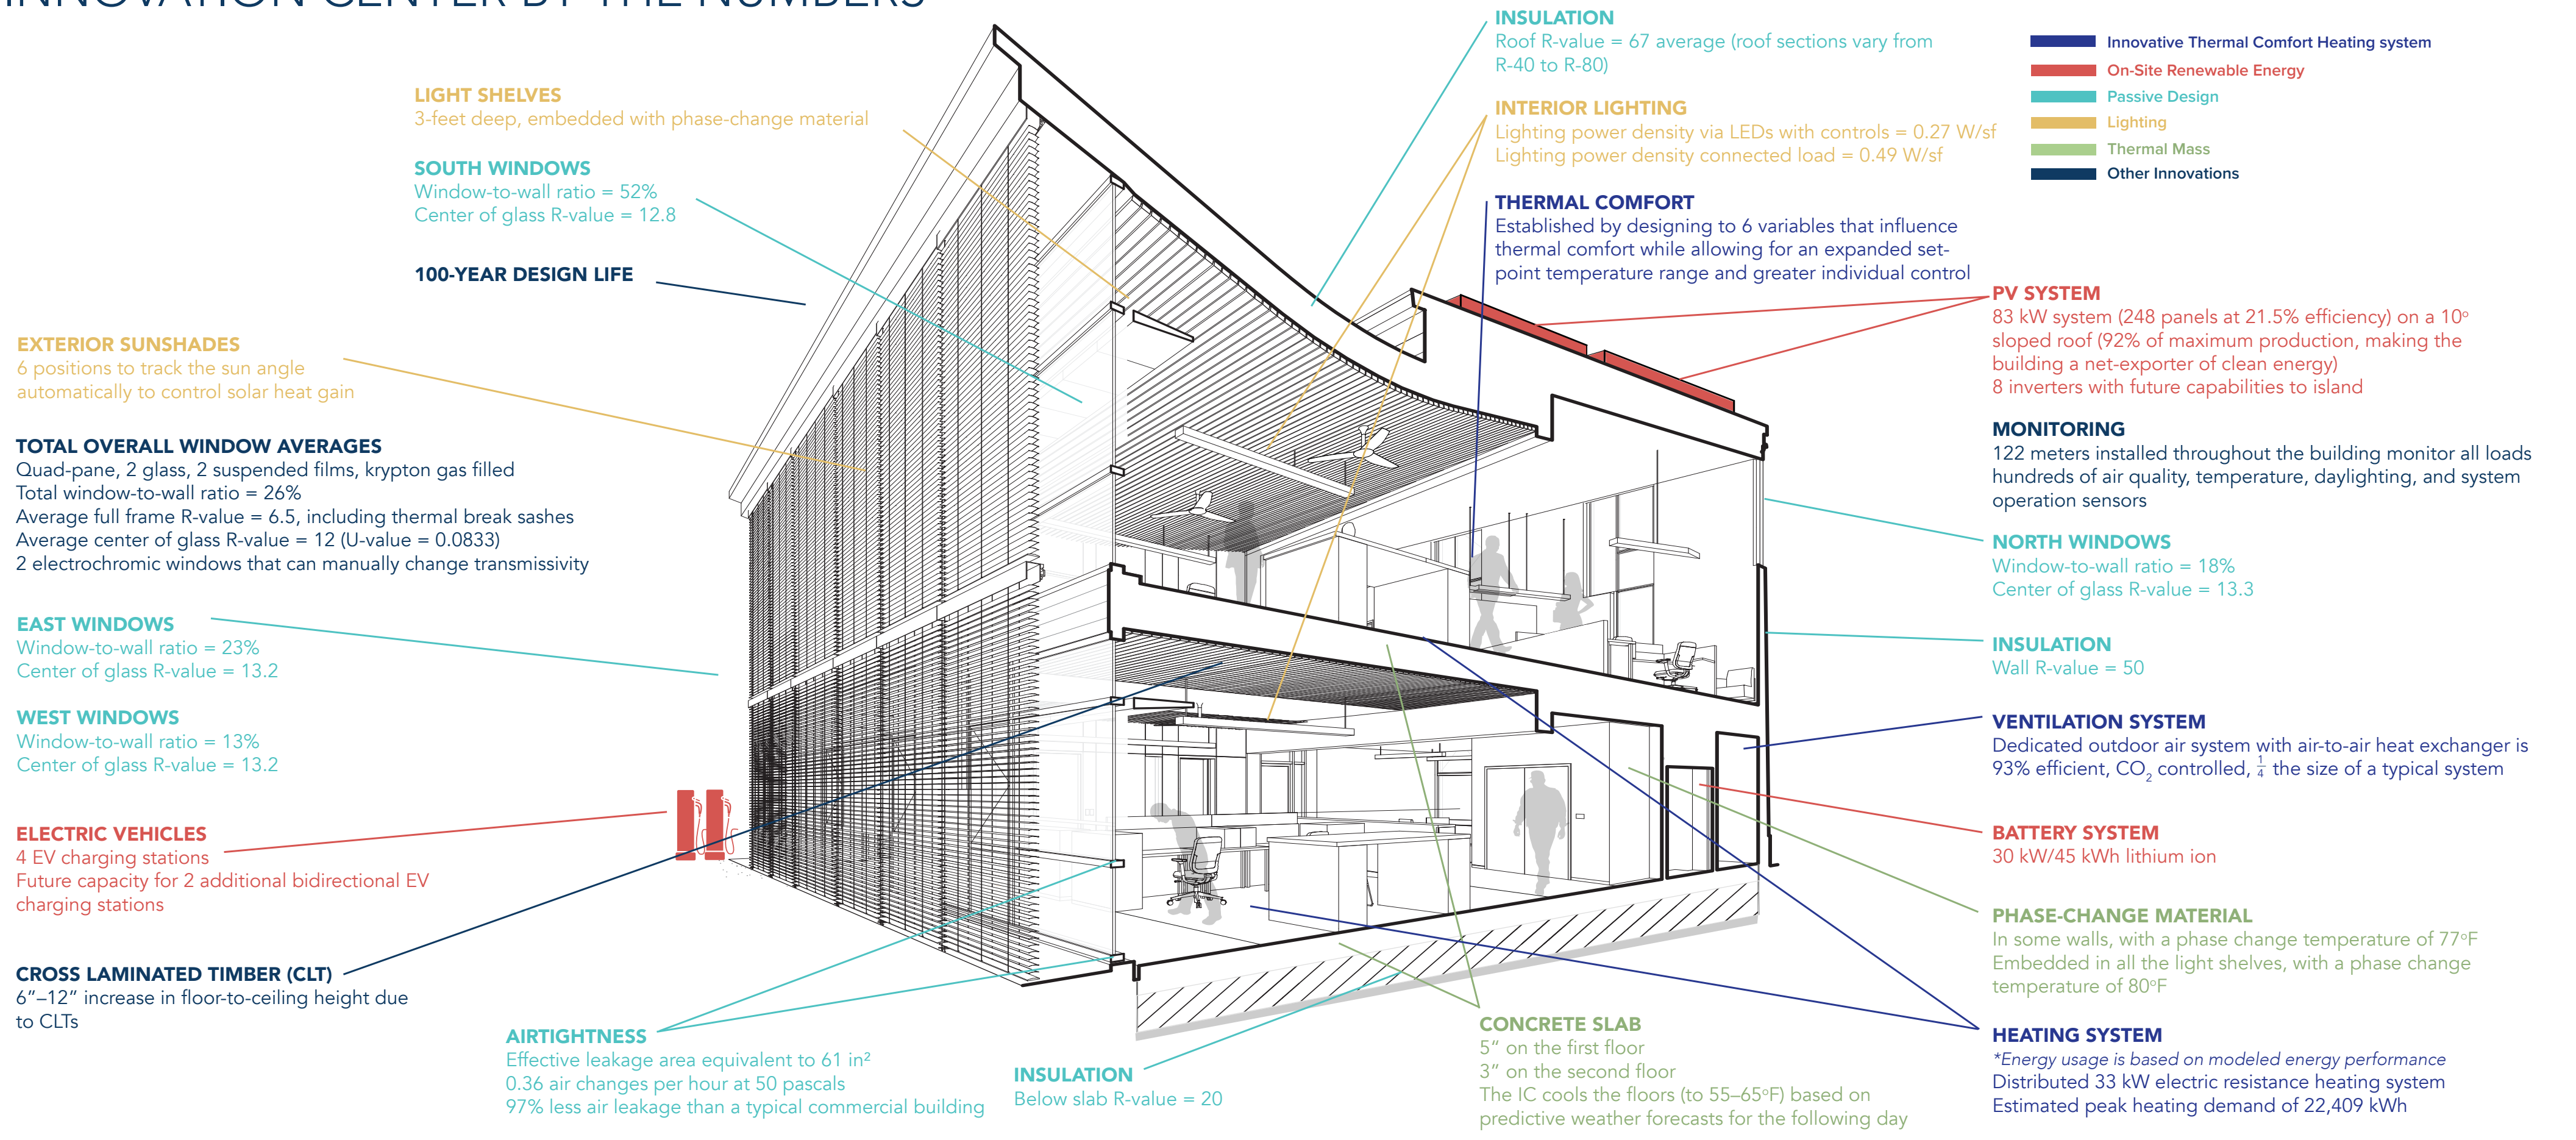 INNOVATION CENTER BY THE NUMBERS
LIGHT SHELVES
3-feet deep, embedded with phase-change material
SOUTH WINDOWS
Window-to-wall ratio = 52%
Center of glass R-value = 12.8
100-YEAR DESIGN LIFE
EXTERIOR SUNSHADES
6 positions to track the sun angle
automatically to control solar heat gain
TOTAL OVERALL WINDOW AVERAGES
Quad-pane, 2 glass, 2 suspended films, krypton gas filled
Total window-to-wall ratio = 26%
Average full frame R-value = 6.5, including thermal break sashes
Average center of glass R-value = 12 (U-value = 0.0833)
2 electrochromic windows that can manually change transmissivity
EAST WINDOWS
Window-to-wall ratio = 23%
Center of glass R-value = 13.2
WEST WINDOWS
Window-to-wall ratio = 13%
Center of glass R-value = 13.2
ELECTRIC VEHICLES
4 EV charging stations
Future capacity for 2 additional bidirectional EV
charging stations
CROSS LAMINATED TIMBER (CLT)
6”–12” increase in floor-to-ceiling height due
to CLTs
AIRTIGHTNESS
Effective leakage area equivalent to 61 in²
0.36 air changes per hour at 50 pascals
97% less air leakage than a typical commercial building
INSULATION
Below slab R-value = 20
INSULATION
Roof R-value = 67 average (roof sections vary from
R-40 to R-80)
INTERIOR LIGHTING
Lighting power density via LEDs with controls = 0.27 W/sf
Lighting power density connected load = 0.49 W/sf
THERMAL COMFORT
Established by designing to 6 variables that influence
thermal comfort while allowing for an expanded set-
point temperature range and greater individual control
Innovative Thermal Comfort Heating system
On-Site Renewable Energy
Passive Design
Lighting
Thermal Mass
Other Innovations
PV SYSTEM
83 kW system (248 panels at 21.5% efficiency) on a 10º
sloped roof (92% of maximum production, making the
building a net-exporter of clean energy)
8 inverters with future capabilities to island
MONITORING
122 meters installed throughout the building monitor all loads
hundreds of air quality, temperature, daylighting, and system
operation sensors
NORTH WINDOWS
Window-to-wall ratio = 18%
Center of glass R-value = 13.3
INSULATION
Wall R-value = 50
VENTILATION SYSTEM
Dedicated outdoor air system with air-to-air heat exchanger is
93% efficient, CO₂ controlled, ¼ the size of a typical system
BATTERY SYSTEM
30 kW/45 kWh lithium ion
PHASE-CHANGE MATERIAL
In some walls, with a phase change temperature of 77ºF
Embedded in all the light shelves, with a phase change
temperature of 80ºF
CONCRETE SLAB
5” on the first floor
3” on the second floor
The IC cools the floors (to 55–65ºF) based on
predictive weather forecasts for the following day
HEATING SYSTEM
*Energy usage is based on modeled energy performance
Distributed 33 kW electric resistance heating system
Estimated peak heating demand of 22,409 kWh